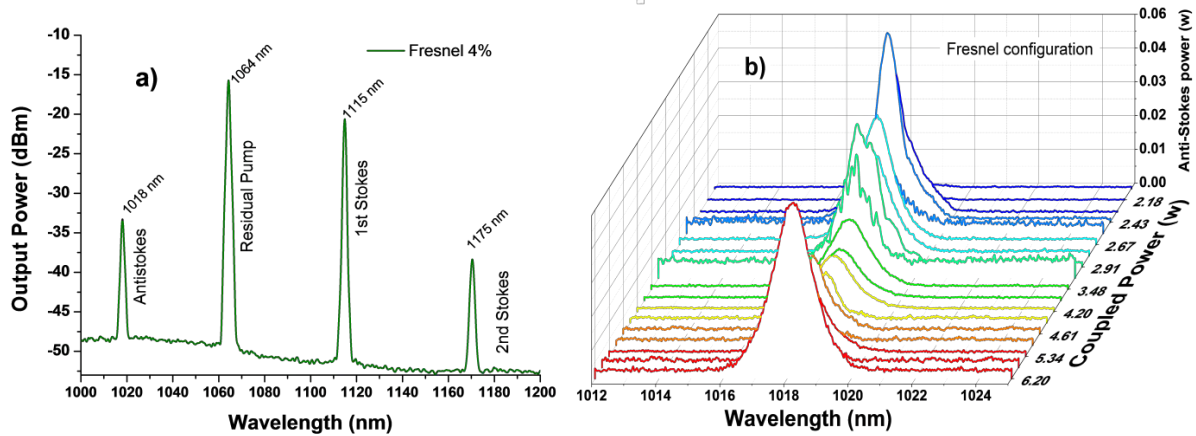 a)
Fresnel 4%
1018 nm
1064 nm
1115 nm
1175 nm
Antistokes
Residual Pump
1st Stokes
2nd Stokes
Output Power (dBm)
-10
-15
-20
-25
-30
-35
-40
-45
-50
1000 1020 1040 1060 1080 1100 1120 1140 1160 1180 1200
Wavelength (nm)
b)
Fresnel configuration
0.06
0.05
0.04
0.03
0.02
0.01
0.00
Anti-Stokes power (w)
2.18
2.43
2.67
2.91
3.48
4.20
4.61
5.34
6.20
Coupled Power (w)
1012 1014 1016 1018 1020 1022 1024
Wavelength (nm)